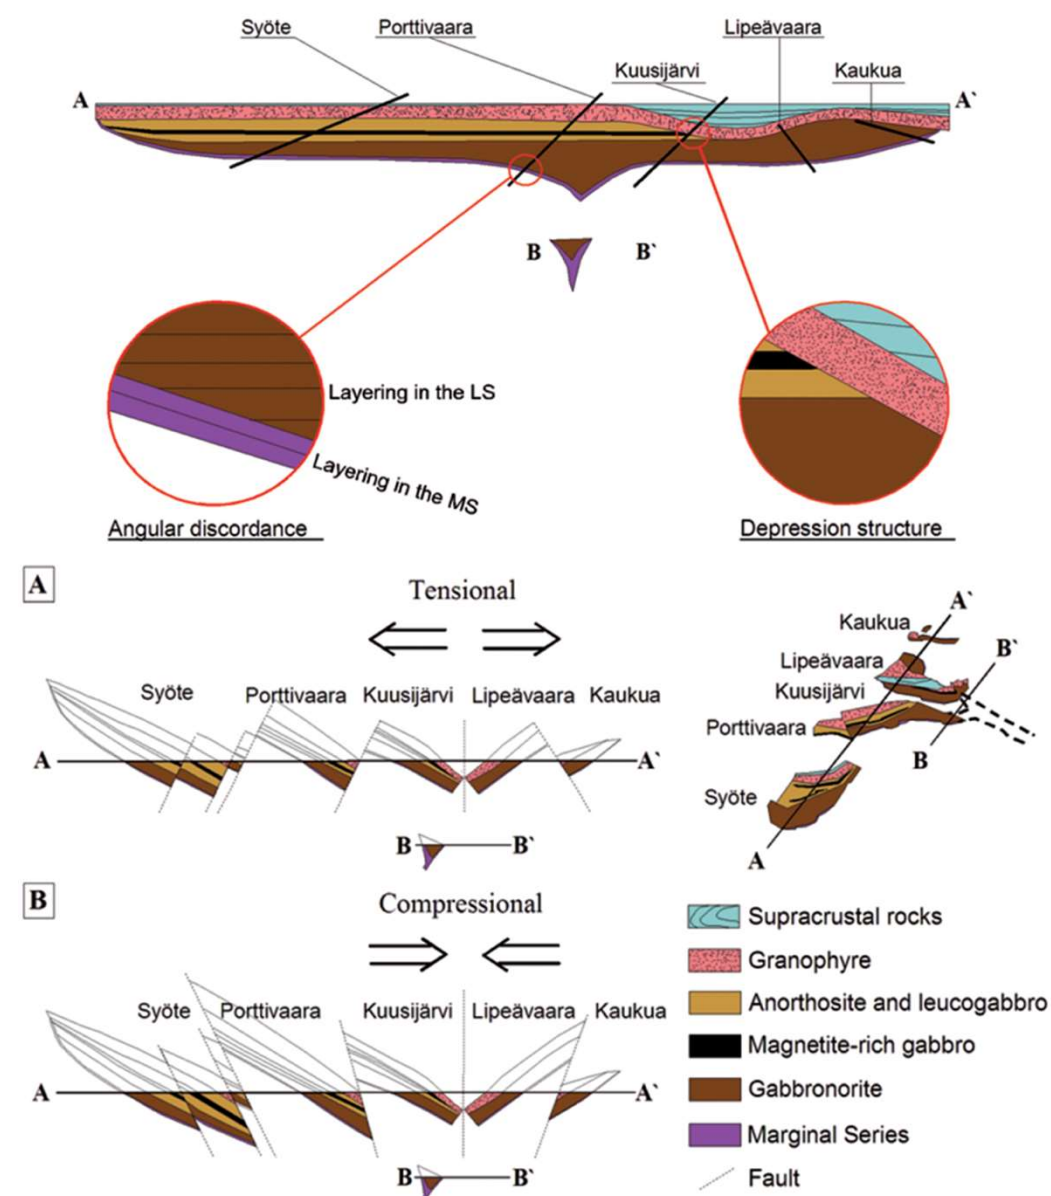 Syöte
Porttivaara
Lipeävaara
Kuusijärvi
Kaukua
A
A`
B
B`
Layering in the LS
Layering in the MS
Angular discordance
Depression structure
A
Tensional
Syöte
Porttivaara
Kuusijärvi
Lipeävaara
Kaukua
A
A`
B
B`
A`
Kaukua
B`
Lipeävaara
Kuusijärvi
Porttivaara
B
Syöte
A
B
Compressional
Syöte
Porttivaara
Kuusijärvi
Lipeävaara
Kaukua
A
A`
B
B`
Supracrustal rocks
Granophyre
Anorthosite and leucogabbro
Magnetite-rich gabbro
Gabbronorite
Marginal Series
Fault